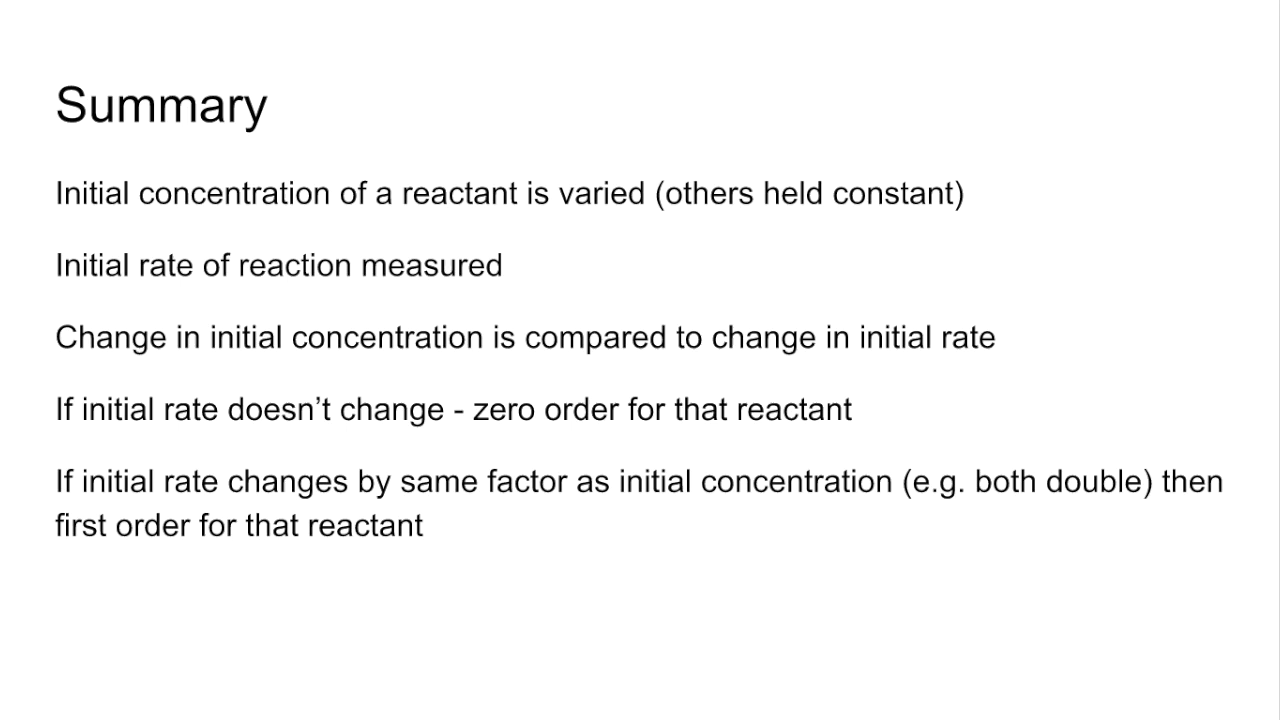 Summary
Initial concentration of a reactant is varied (others held constant)
Initial rate of reaction measured
Change in initial concentration is compared to change in initial rate
If initial rate doesn’t change - zero order for that reactant
If initial rate changes by same factor as initial concentration (e.g. both double) then
first order for that reactant